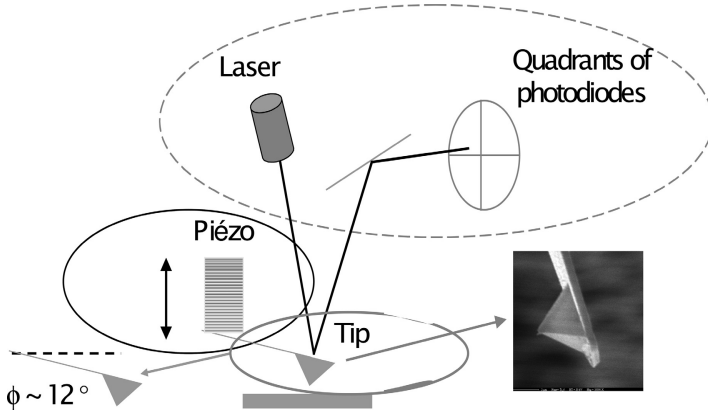 Laser
Quadrants of
photodiodes
Piézo
Tip
ϕ ~ 12°